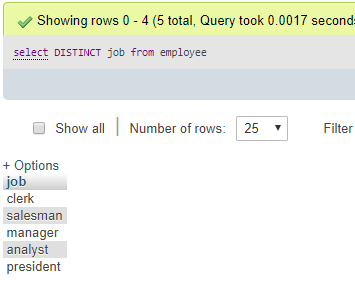 Showing rows 0 - 4 (5 total, Query took 0.0017 seconds
select DISTINCT job from employee
Show all Number of rows: 25 Filter
+ Options
job
clerk
salesman
manager
analyst
president